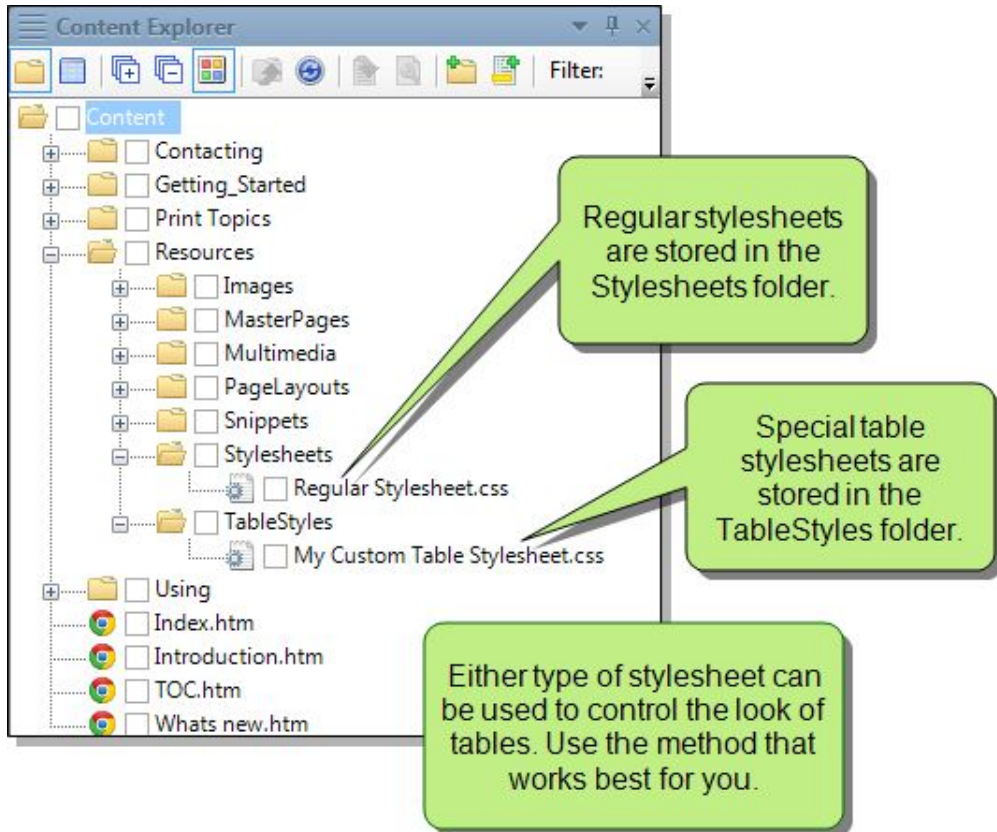 Content Explorer
Filter:
Content
Contacting
Getting_Started
Print Topics
Resources
Images
MasterPages
Multimedia
PageLayouts
Snippets
Stylesheets
Regular Stylesheet.css
TableStyles
My Custom Table Stylesheet.css
Using
Index.htm
Introduction.htm
TOC.htm
Whats new.htm
Regular stylesheets
are stored in the
Stylesheets folder.
Special table
stylesheets are
stored in the
TableStyles folder.
Either type of stylesheet can
be used to control the look of
tables. Use the method that
works best for you.